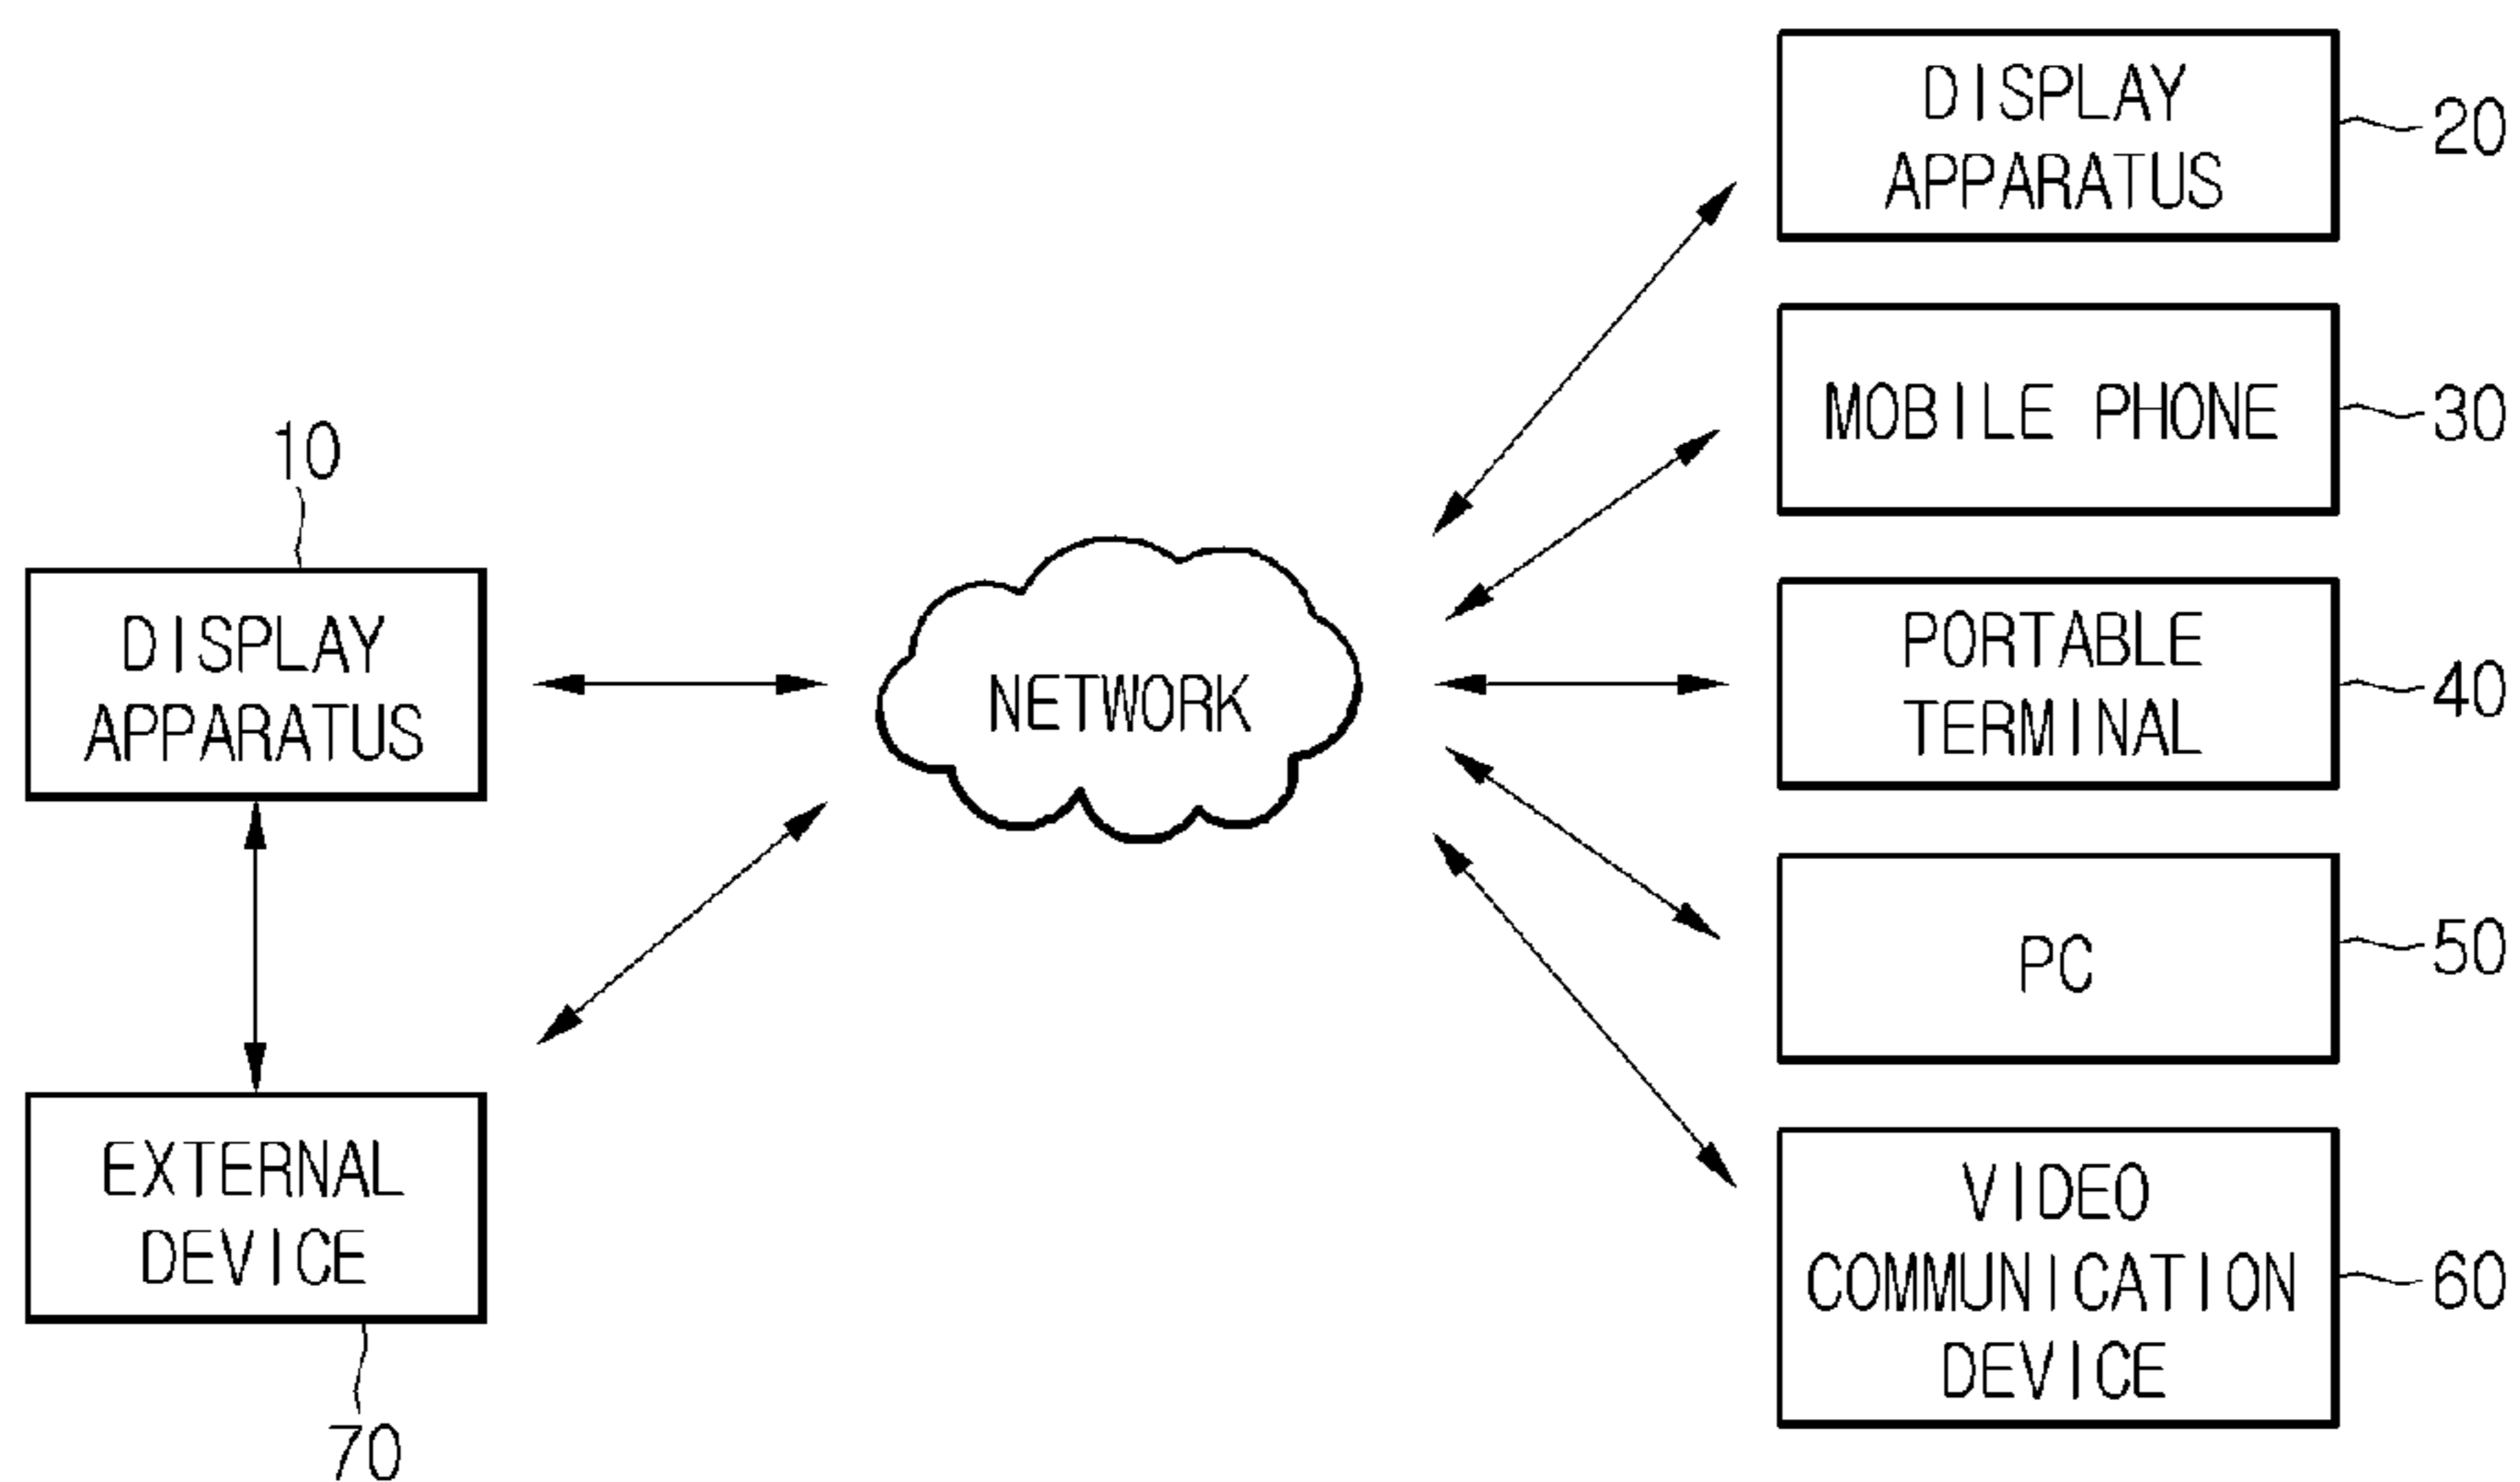 10
DISPLAY
APPARATUS
EXTERNAL
DEVICE
70
NETWORK
DISPLAY
APPARATUS
20
MOBILE PHONE
30
PORTABLE
TERMINAL
40
PC
50
VIDEO
COMMUNICATION
DEVICE
60